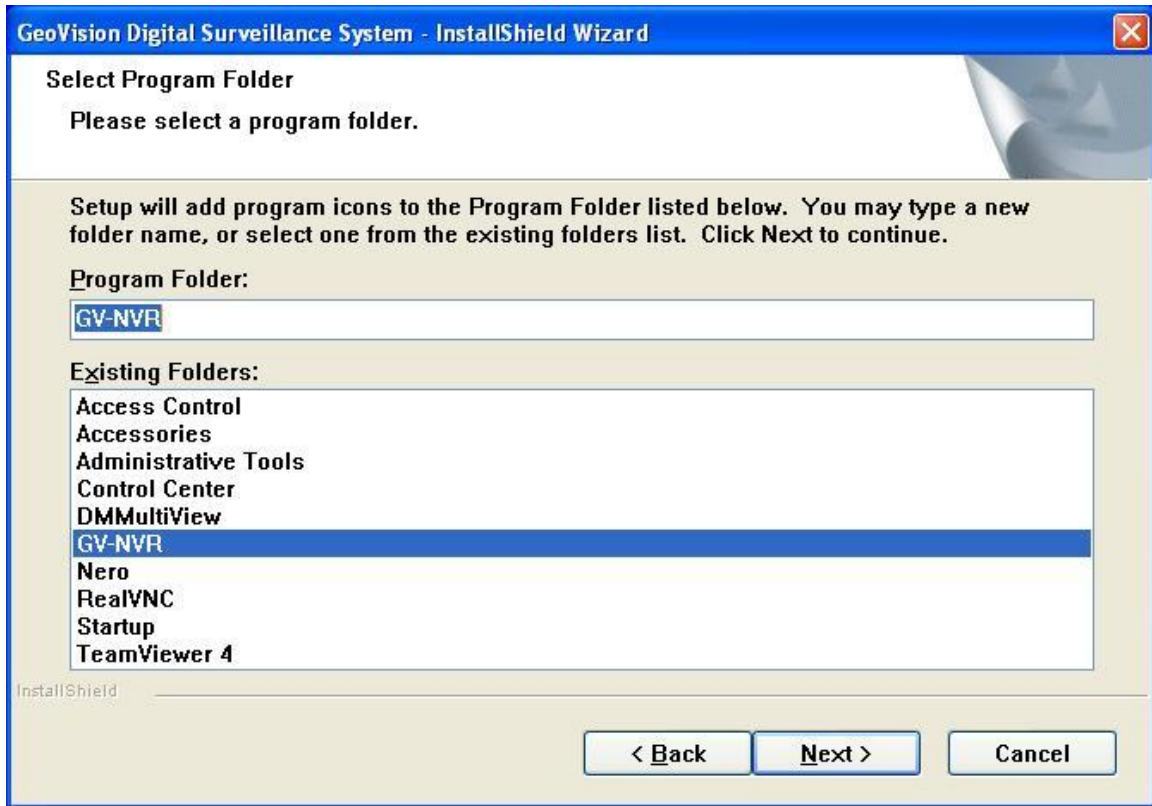 GeoVision Digital Surveillance System - InstallShield Wizard
Select Program Folder
Please select a program folder.
Setup will add program icons to the Program Folder listed below.  You may type a new
folder name, or select one from the existing folders list.  Click Next to continue.
Program Folder:
GV-NVR
Existing Folders:
Access Control
Accessories
Administrative Tools
Control Center
DMMultiView
GV-NVR
Nero
RealVNC
Startup
TeamViewer 4
InstallShield
< Back Next > Cancel